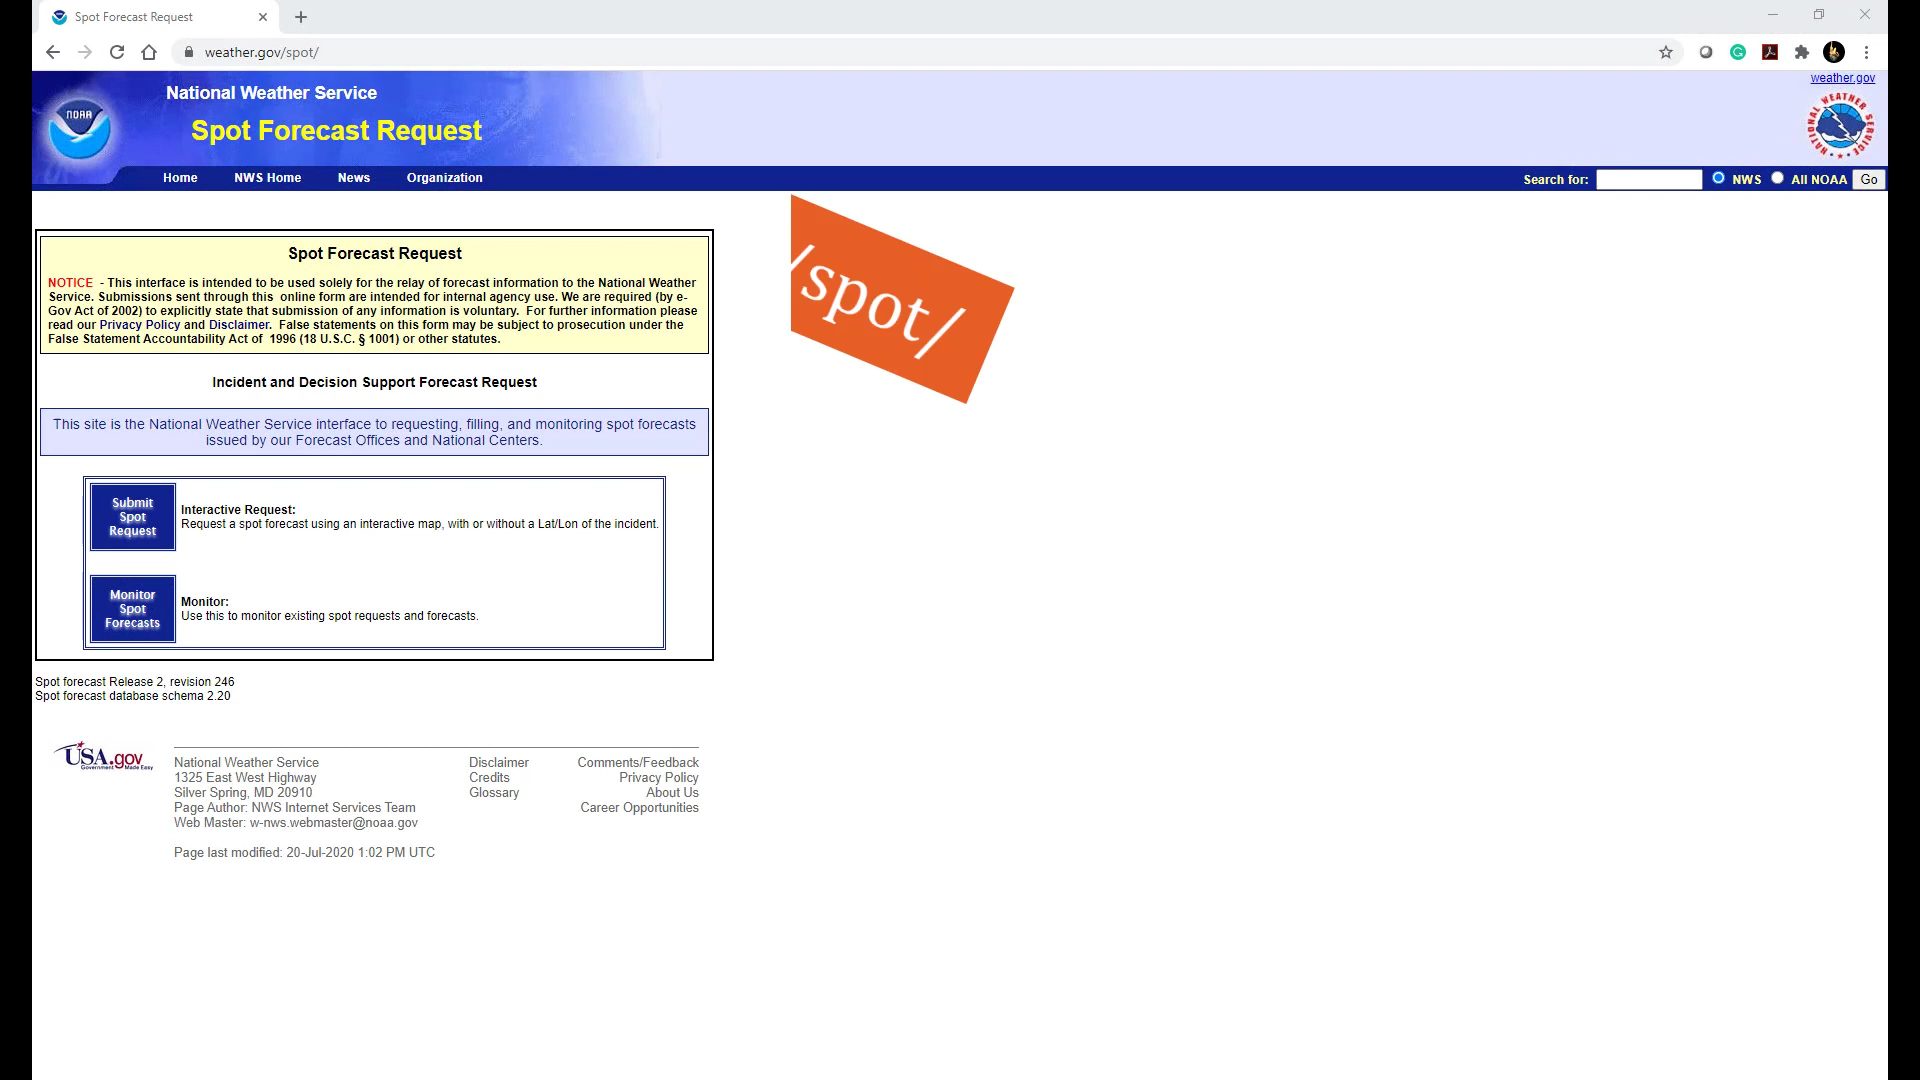 Spot Forecast Request
weather.gov/spot/
weather.gov
National Weather Service
Spot Forecast Request
NOAA
NATIONAL WEATHER SERVICE
Home NWS Home News Organization
Search for: NWS All NOAA Go
/spot/
Spot Forecast Request
NOTICE - This interface is intended to be used solely for the relay of forecast information to the National Weather
Service. Submissions sent through this online form are intended for internal agency use. We are required (by e-
Gov Act of 2002) to explicitly state that submission of any information is voluntary. For further information please
read our Privacy Policy and Disclaimer. False statements on this form may be subject to prosecution under the
False Statement Accountability Act of 1996 (18 U.S.C. § 1001) or other statutes.
Incident and Decision Support Forecast Request
This site is the National Weather Service interface to requesting, filling, and monitoring spot forecasts
issued by our Forecast Offices and National Centers.
Submit
Spot
Request
Interactive Request:
Request a spot forecast using an interactive map, with or without a Lat/Lon of the incident.
Monitor
Spot
Forecasts
Monitor:
Use this to monitor existing spot requests and forecasts.
Spot forecast Release 2, revision 246
Spot forecast database schema 2.20
USA.gov
Government Made Easy
National Weather Service
1325 East West Highway
Silver Spring, MD 20910
Page Author: NWS Internet Services Team
Web Master: w-nws.webmaster@noaa.gov
Page last modified: 20-Jul-2020 1:02 PM UTC
Disclaimer
Credits
Glossary
Comments/Feedback
Privacy Policy
About Us
Career Opportunities